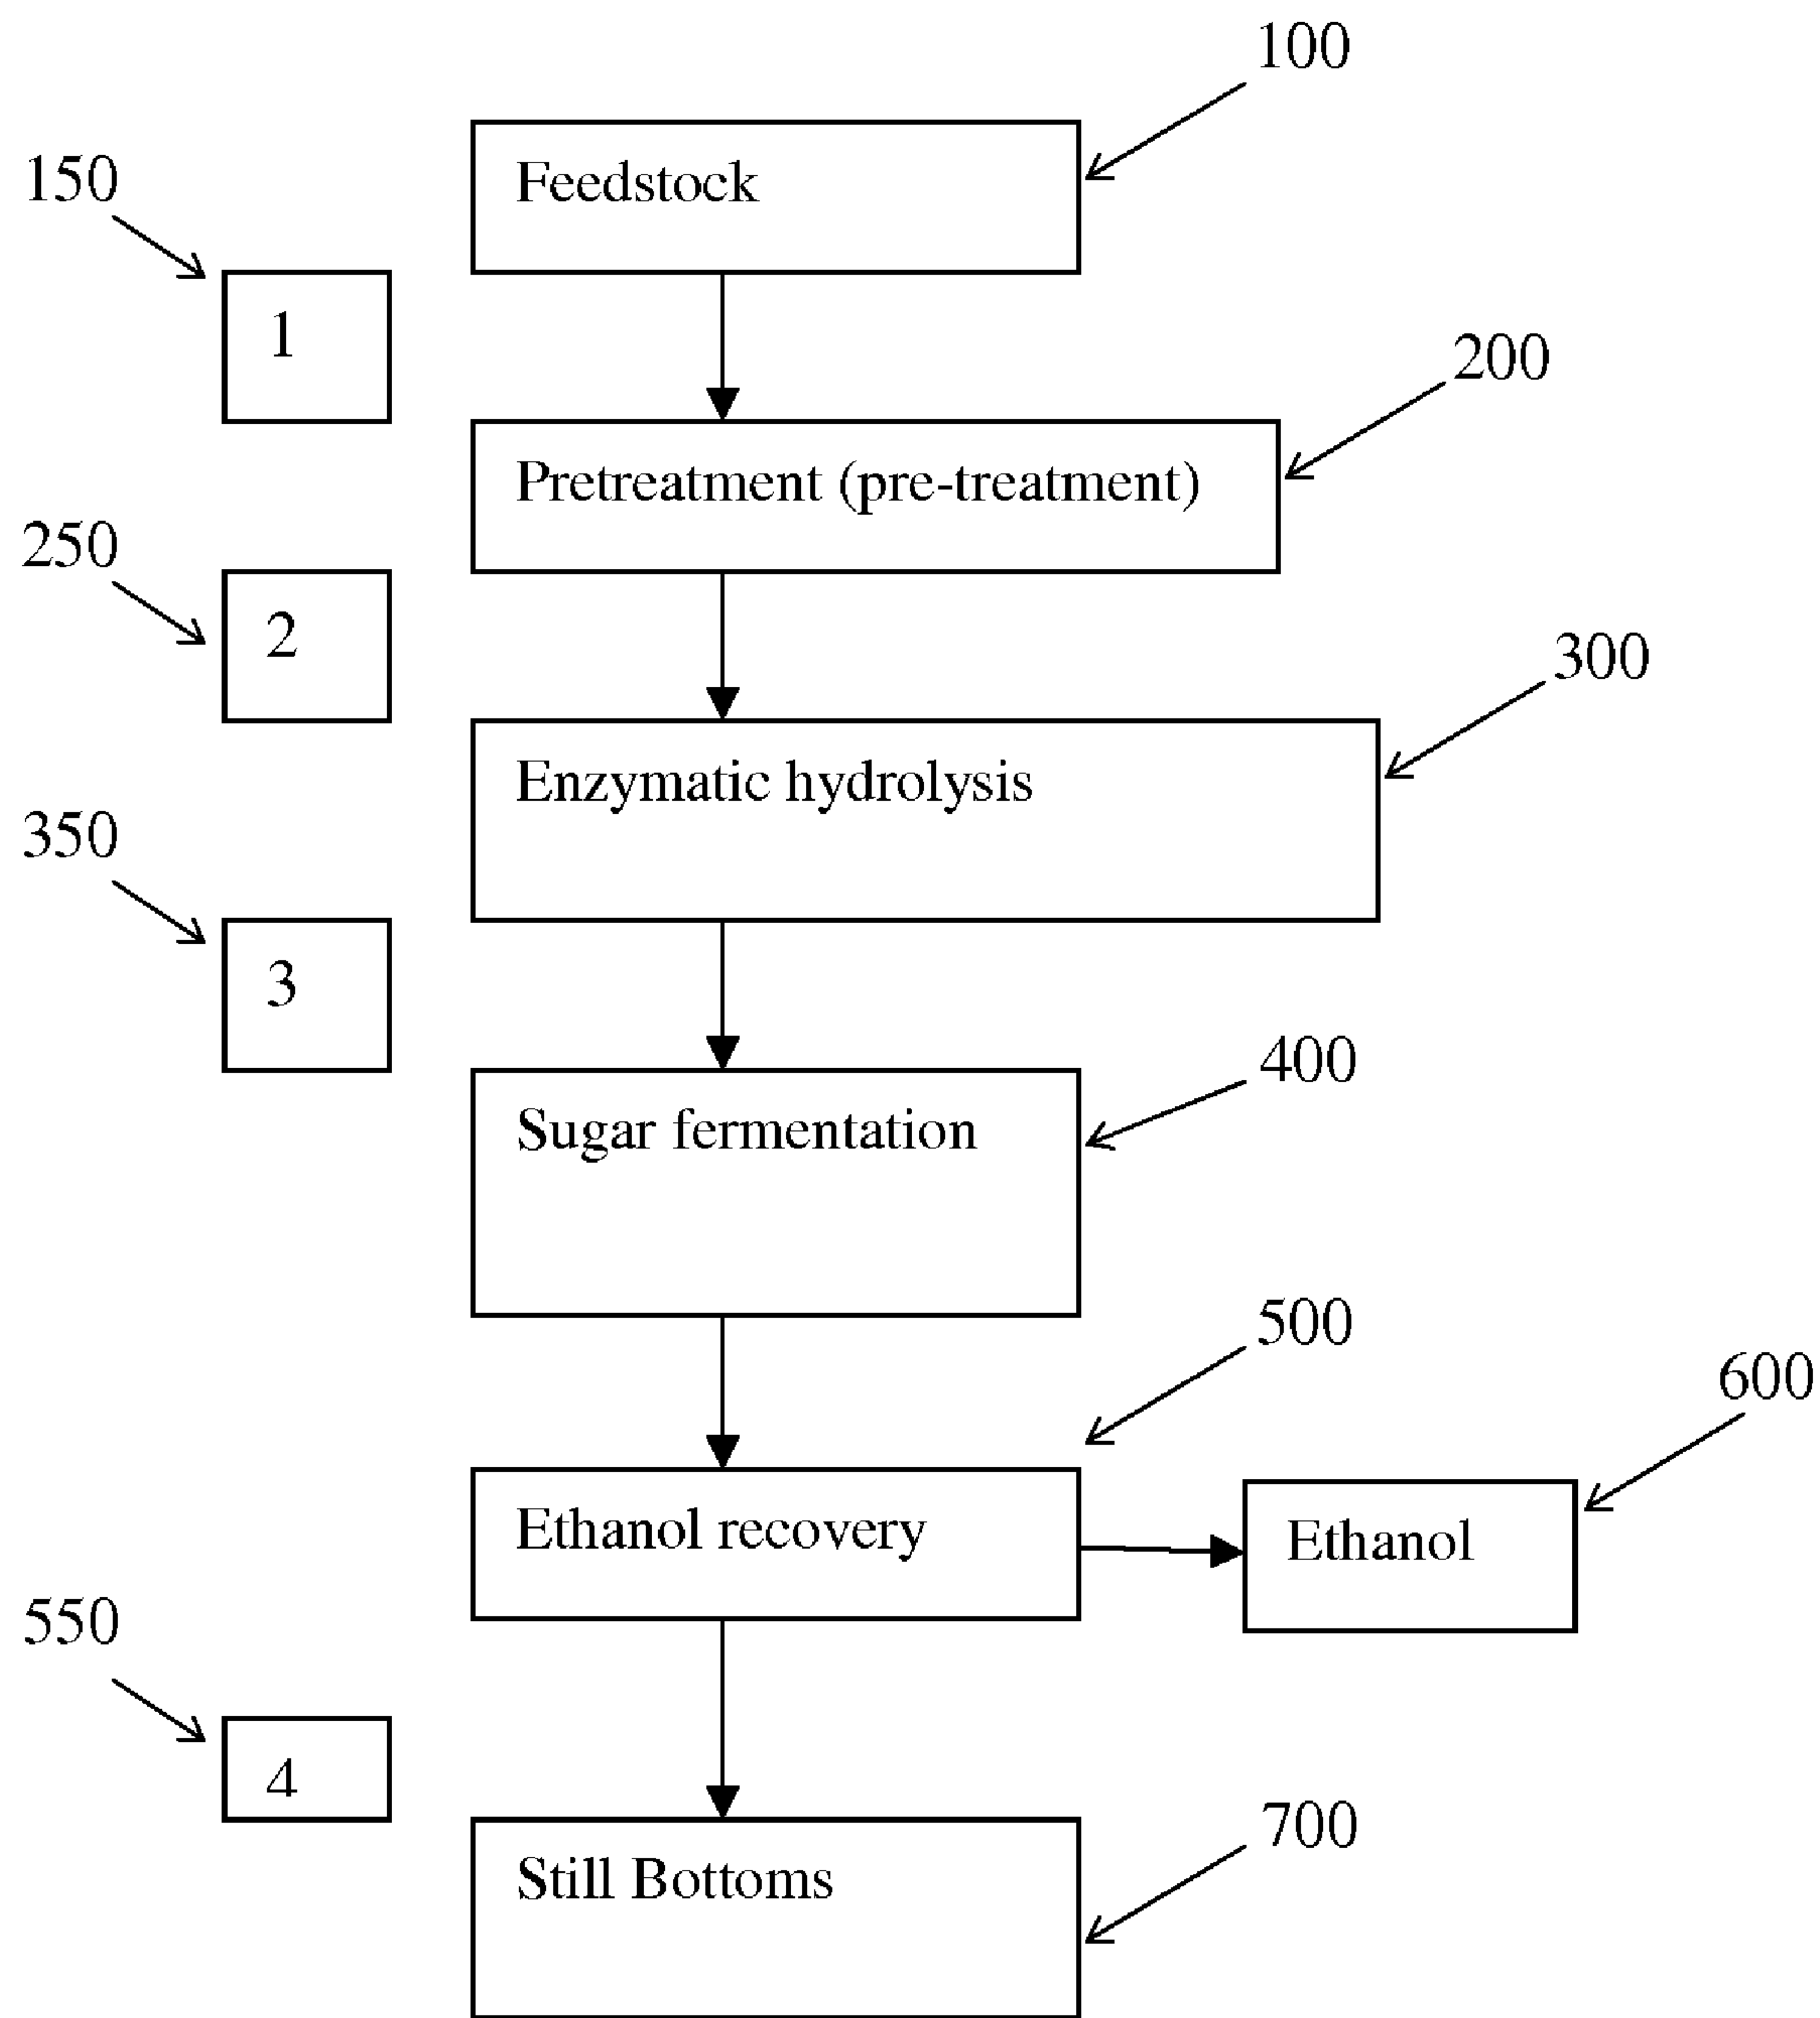 100
Feedstock
150
1
200
Pretreatment (pre-treatment)
250
2
300
Enzymatic hydrolysis
350
3
400
Sugar fermentation
500
600
Ethanol recovery
Ethanol
550
4
700
Still Bottoms